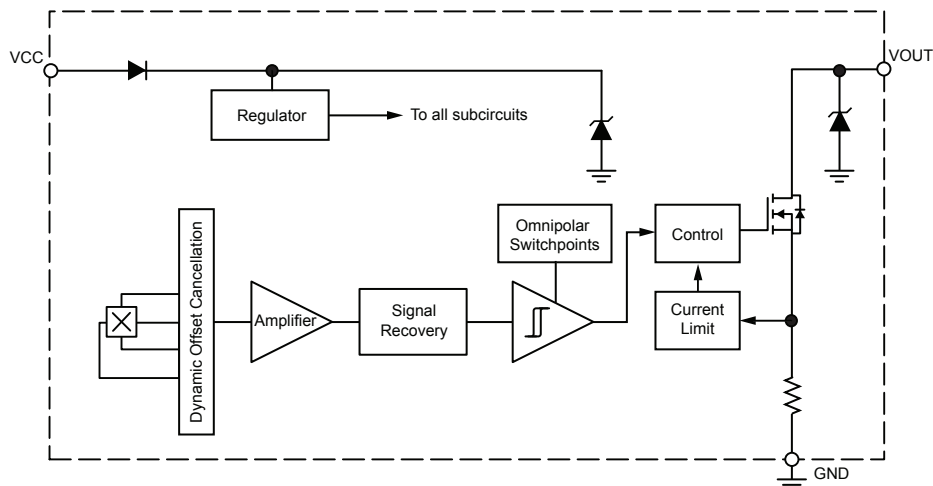 VCC
VOUT
Regulator
To all subcircuits
Dynamic Offset Cancellation
Amplifier
Signal
Recovery
Omnipolar
Switchpoints
Control
Current
Limit
GND